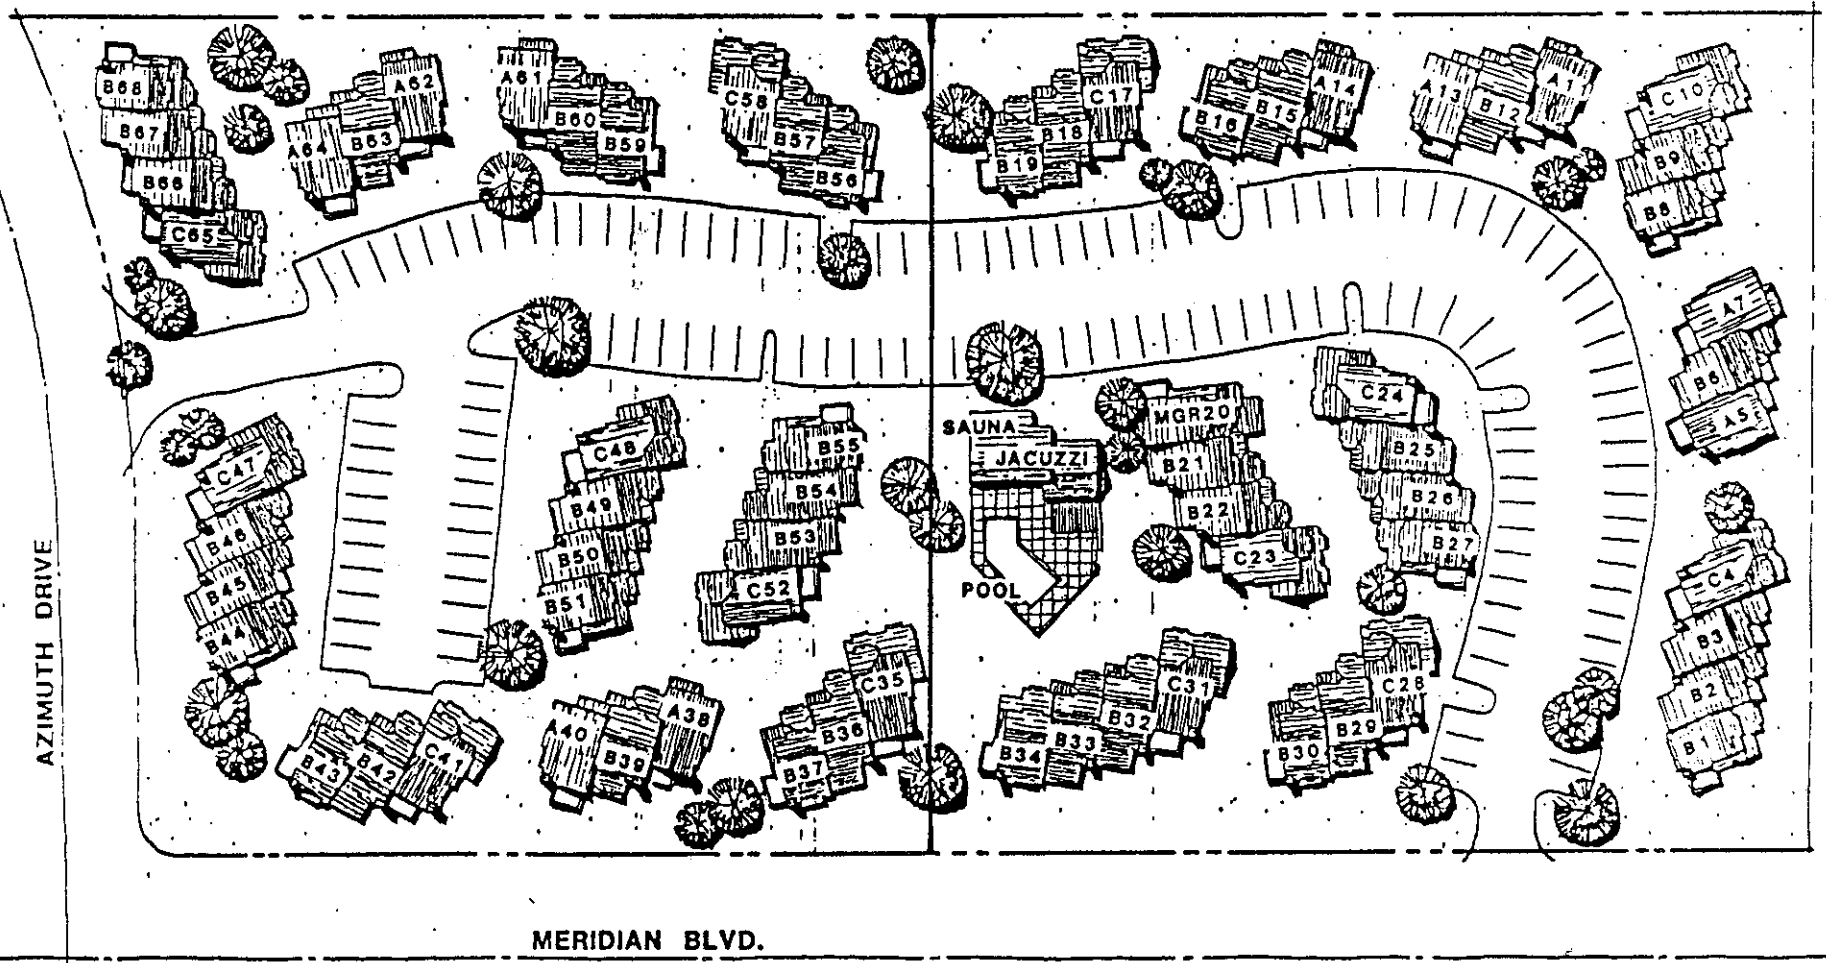 B68
B67
B66
C65
A64
B63
A62
A61
B60
B59
C58
B57
B56
B19
B18
C17
B16
B15
A14
A13
B12
A11
C10
B9
B8
A7
B6
A5
C4
B3
B2
B1
C47
B46
B45
B44
C48
B49
B50
B51
B55
B54
B53
C52
SAUNA
JACUZZI
POOL
MGR20
B21
B22
C23
C24
B25
B26
B27
B43
B42
C41
A40
B39
A38
B37
B36
C35
B34
B33
B32
C31
B30
B29
C28
AZIMUTH DRIVE
MERIDIAN BLVD.